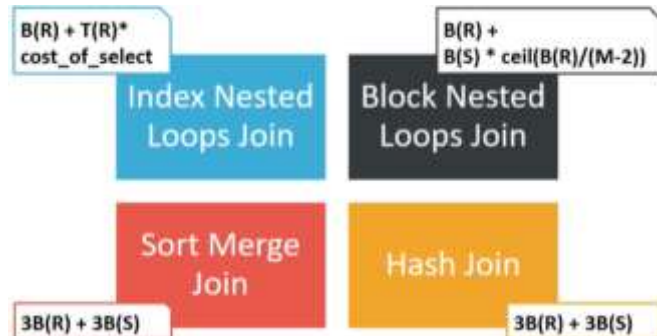 B(R) + T(R)*
cost_of_select
Index Nested
Loops Join
B(R) +
B(S) * ceil(B(R)/(M-2))
Block Nested
Loops Join
Sort Merge
Join
3B(R) + 3B(S)
Hash Join
3B(R) + 3B(S)